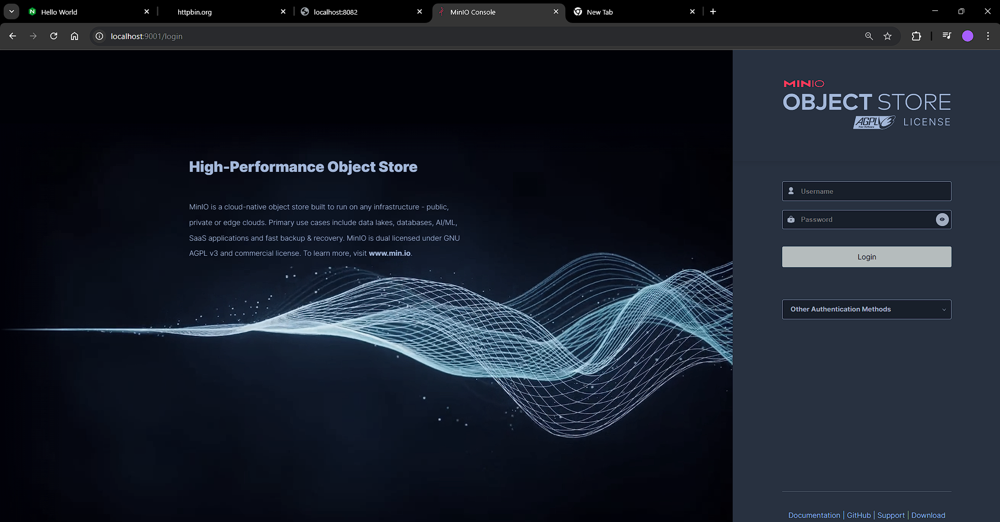 Hello World
httpbin.org
localhost:8082
MinIO Console
New Tab
localhost:9001/login
MINIO
OBJECT STORE
AGPL v3 LICENSE
Free Software
High-Performance Object Store
MinIO is a cloud-native object store built to run on any infrastructure - public,
private or edge clouds. Primary use cases include data lakes, databases, AI/ML,
SaaS applications and fast backup & recovery. MinIO is dual licensed under GNU
AGPL v3 and commercial license. To learn more, visit www.min.io.
Username
Password
Login
Other Authentication Methods
Documentation | GitHub | Support | Download